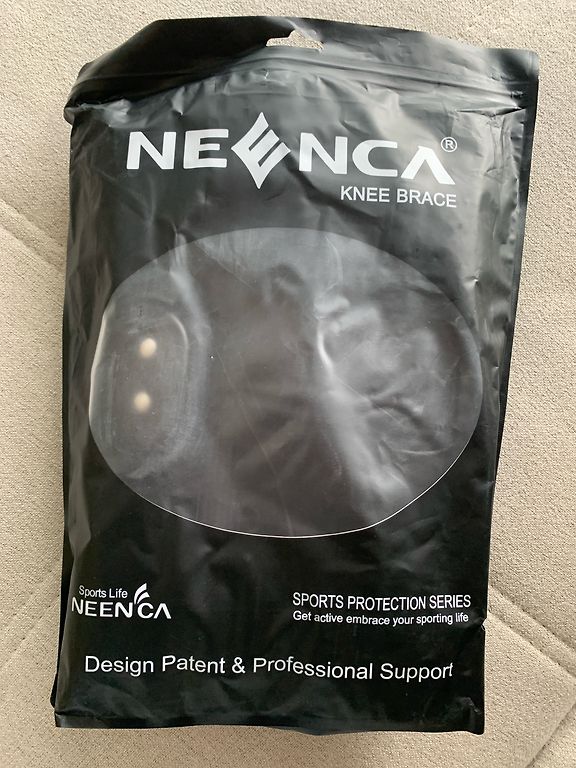 NEENCA®
KNEE BRACE
Sports Life
NEENCA
SPORTS PROTECTION SERIES
Get active embrace your sporting life
Design Patent & Professional Support